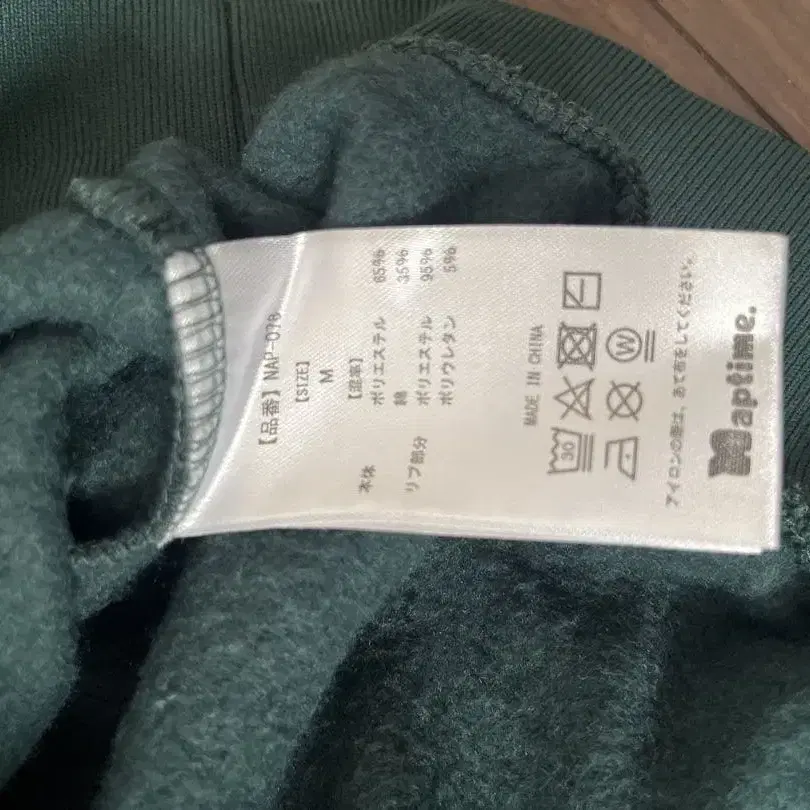 【品番】NAP-078
【SIZE】
M
【混率】
本体 ポリエステル 65%
綿 35%
リブ部分 ポリエステル 95%
ポリウレタン 5%
MADE IN CHINA
30
W
アイロンの際は、あて布をしてください。
Naptime.